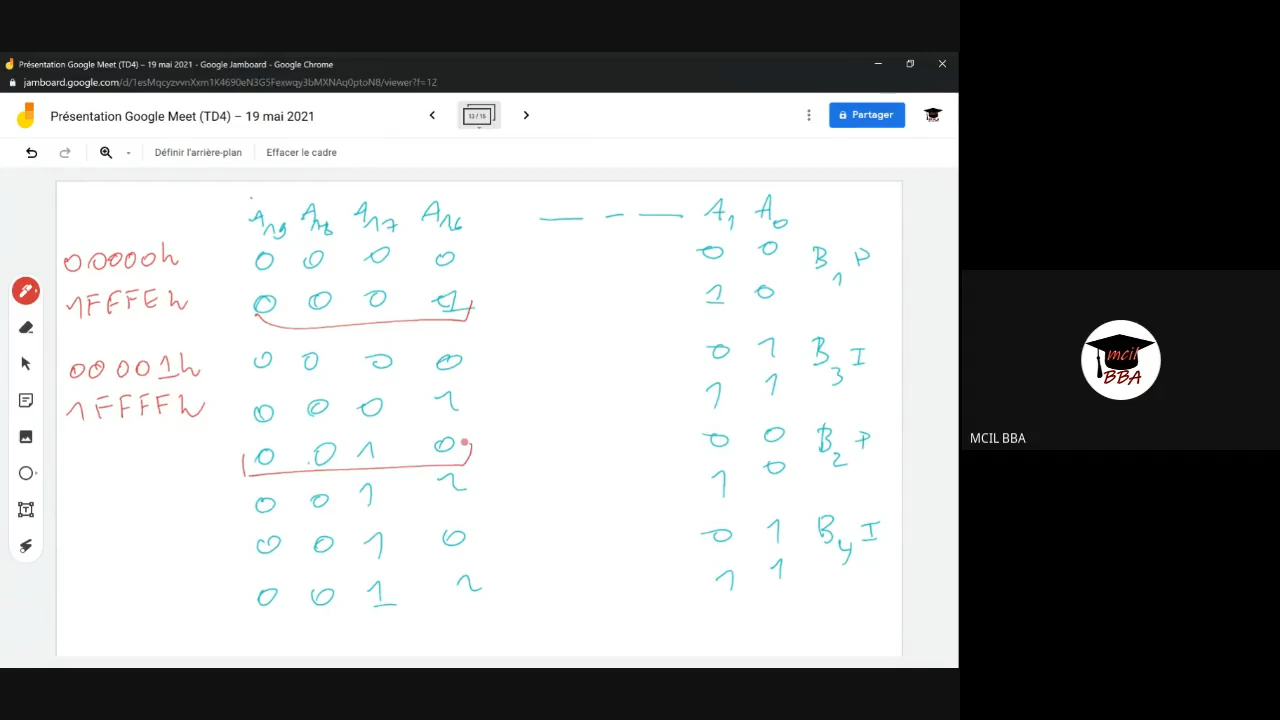 Présentation Google Meet (TD4) – 19 mai 2021 - Google Jamboard - Google Chrome
jamboard.google.com/d/1esMqcyzvvnXxm1K4690eN3G5Fexwqy3bMXNAq0ptoN8/viewer?f=12
Présentation Google Meet (TD4) – 19 mai 2021
13 / 15
Partager
Définir l'arrière-plan
Effacer le cadre
A19 A18 A17 A16 — - — A1 A0
00000h 0 0 0 0 0 0 B1 P
1FFFEh 0 0 0 1 1 0
00001h 0 0 0 0 0 1 B3 I
1FFFFh 0 0 0 1 1 1
0 0 1 0 0 0 B2 P
0 0 1 1 1 0
0 0 1 0 0 1 B4 I
0 0 1 1 1 1
mcil
BBA
MCIL BBA